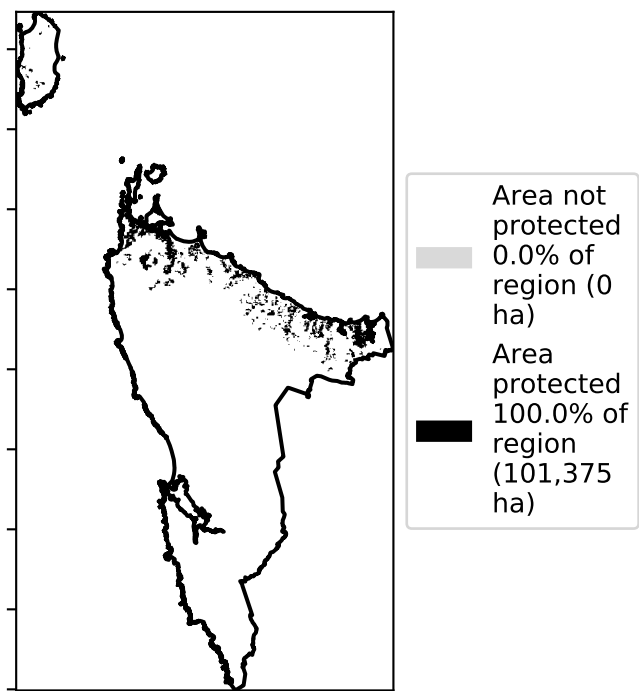 Area not
protected
0.0% of
region (0
ha)
Area
protected
100.0% of
region
(101,375
ha)